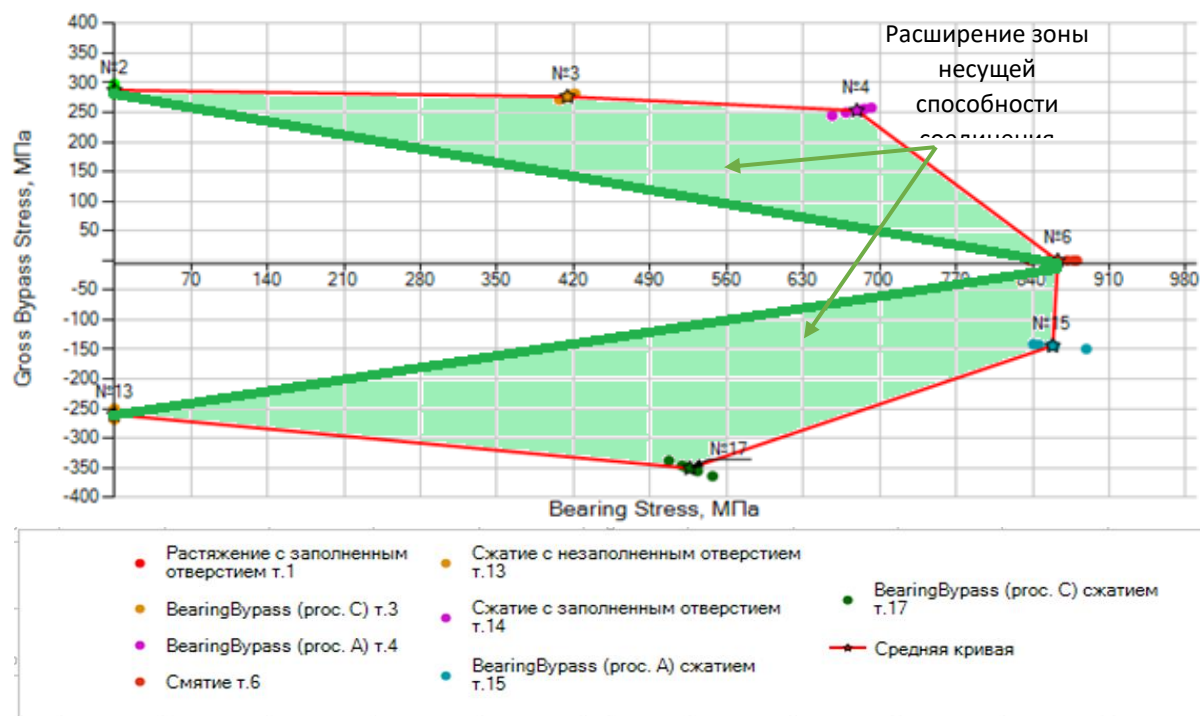 400
350
300
250
200
150
100
50
-50
-100
-150
-200
-250
-300
-350
-400
Gross Bypass Stress, МПа
70 140 210 280 350 420 490 560 630 700 770 840 910 980
Bearing Stress, МПа
№2
№3
№4
№6
№13
№15
№17
Расширение зоны
несущей
способности
соединения
Растяжение с заполненным
отверстием т.1
BearingBypass (proc. C) т.3
BearingBypass (proc. A) т.4
Смятие т.6
Сжатие с незаполненным отверстием
т.13
Сжатие с заполненным отверстием
т.14
BearingBypass (proc. A) сжатием
т.15
BearingBypass (proc. C) сжатием
т.17
Средняя кривая